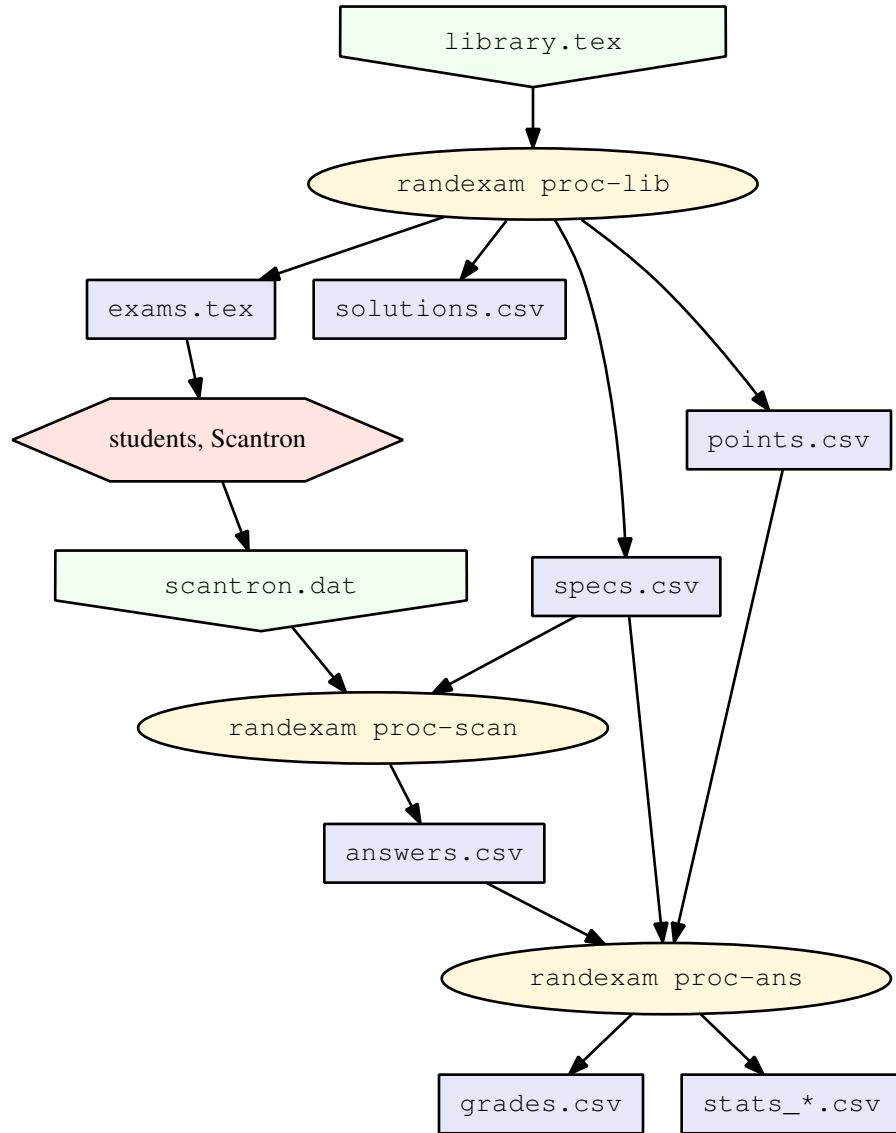 library.tex
randexam proc-lib
exams.tex
solutions.csv
students, Scantron
points.csv
scantron.dat
specs.csv
randexam proc-scan
answers.csv
randexam proc-ans
grades.csv
stats_*.csv